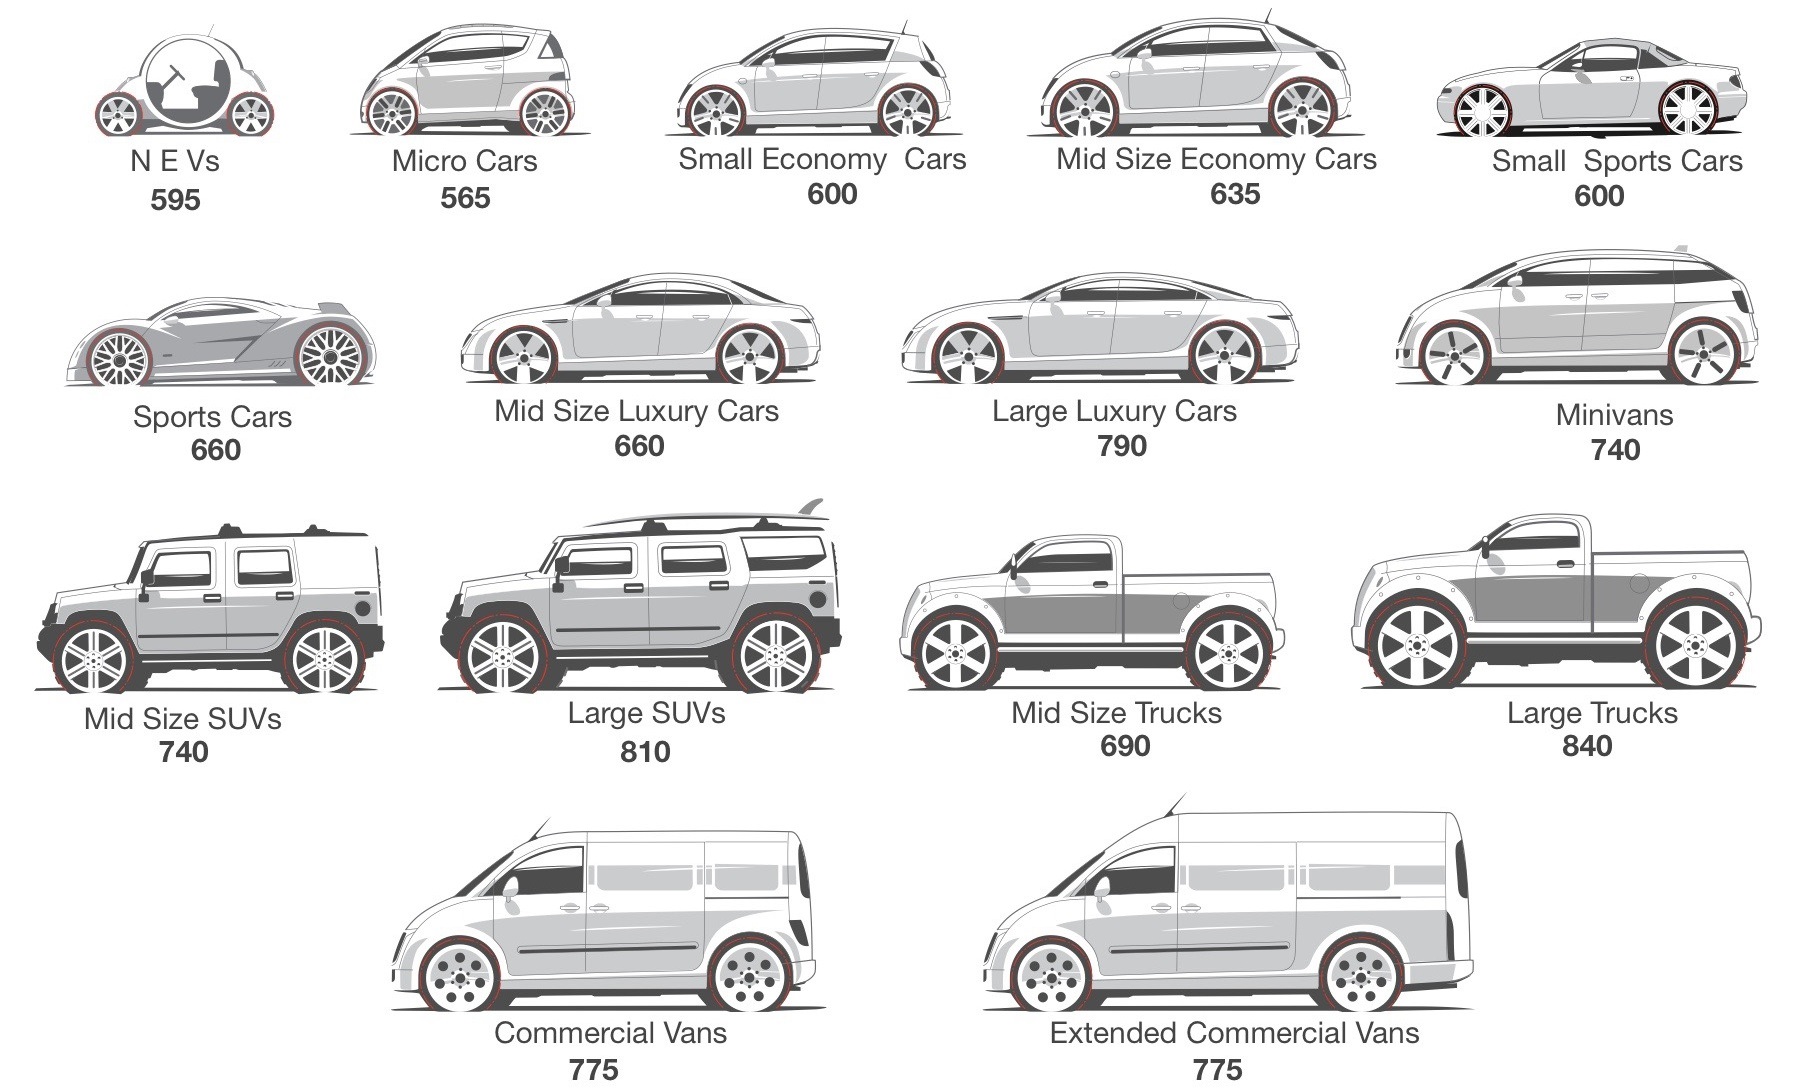 N E Vs
595
Micro Cars
565
Small Economy  Cars
600
Mid Size Economy Cars
635
Small  Sports Cars
600
Sports Cars
660
Mid Size Luxury Cars
660
Large Luxury Cars
790
Minivans
740
Mid Size SUVs
740
Large SUVs
810
Mid Size Trucks
690
Large Trucks
840
Commercial Vans
775
Extended Commercial Vans
775